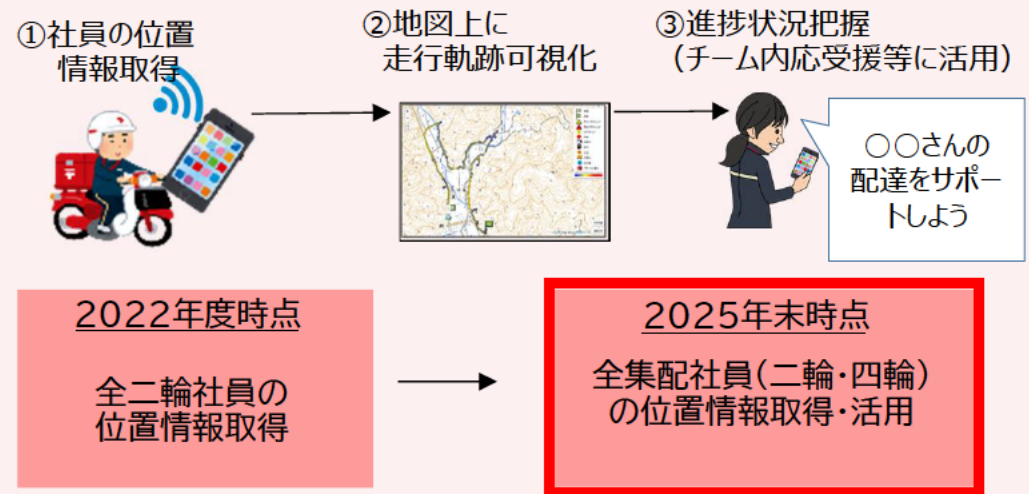 ①社員の位置
情報取得
②地図上に
走行軌跡可視化
③進捗状況把握
（チーム内応受援等に活用）
○○さんの
配達をサポー
トしよう
2022年度時点
全二輪社員の
位置情報取得
2025年末時点
全集配社員（二輪・四輪）
の位置情報取得・活用